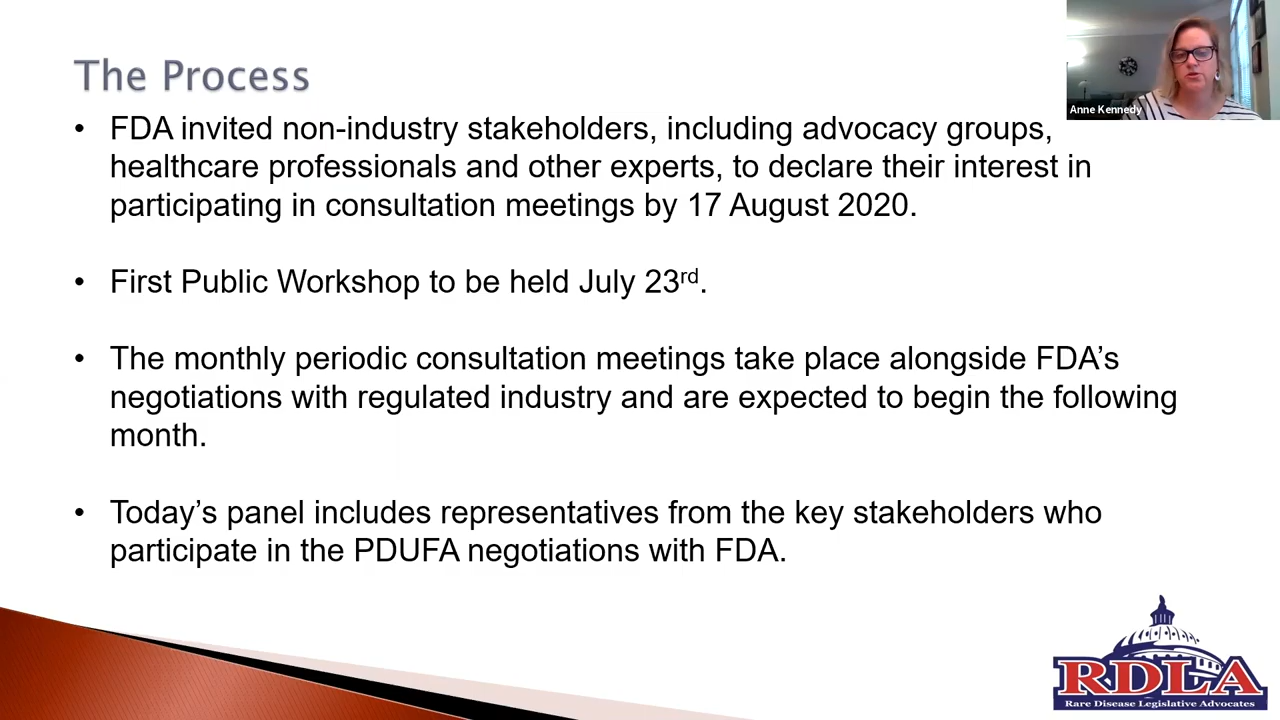 The Process
Anne Kennedy
• FDA invited non-industry stakeholders, including advocacy groups,
healthcare professionals and other experts, to declare their interest in
participating in consultation meetings by 17 August 2020.
• First Public Workshop to be held July 23rd.
• The monthly periodic consultation meetings take place alongside FDA’s
negotiations with regulated industry and are expected to begin the following
month.
• Today’s panel includes representatives from the key stakeholders who
participate in the PDUFA negotiations with FDA.
RDLA
Rare Disease Legislative Advocates